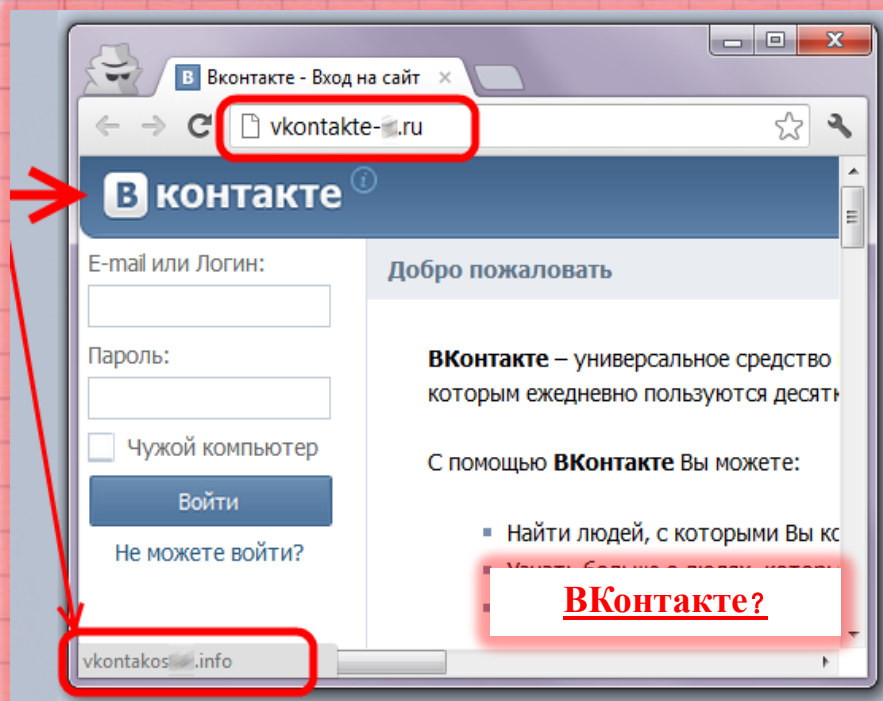 Вконтакте - Вход на сайт
vkontakte- .ru
В контакте
E-mail или Логин:
Пароль:
Чужой компьютер
Войти
Не можете войти?
Добро пожаловать
ВКонтакте – универсальное средство
которым ежедневно пользуются десятк
С помощью ВКонтакте Вы можете:
Найти людей, с которыми Вы ко
ВКонтакте?
vkontakos .info